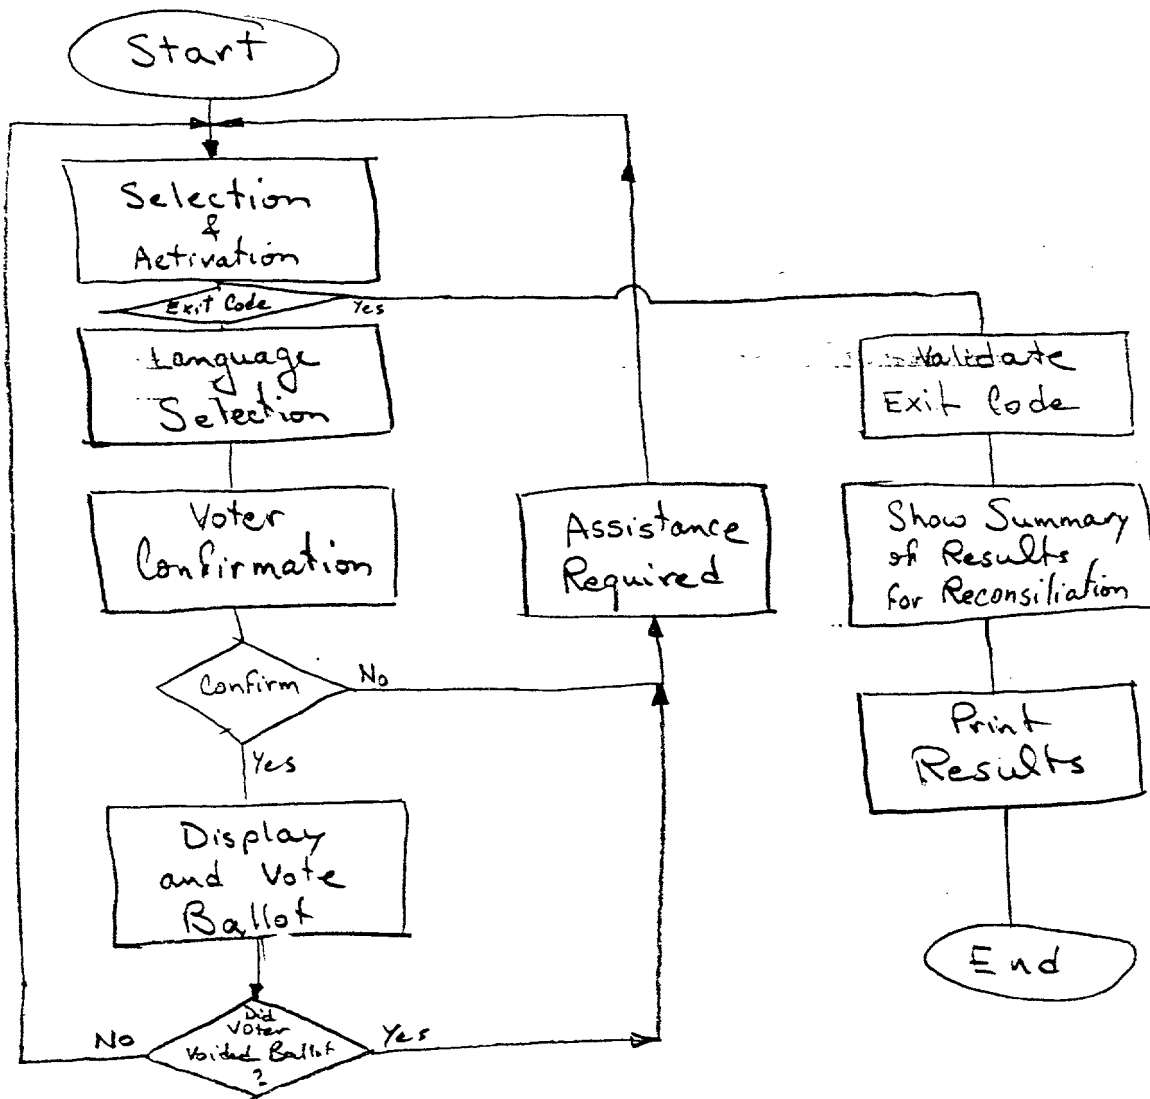 Start
Selection
&
Activation
Exit Code
Yes
Language
Selection
Validate
Exit Code
Voter
Confirmation
Assistance
Required
Show Summary
of Results
for Reconsiliation
Confirm
No
Yes
Print
Results
Display
and Vote
Ballot
End
Did
Voter
Voided Ballot
?
No
Yes